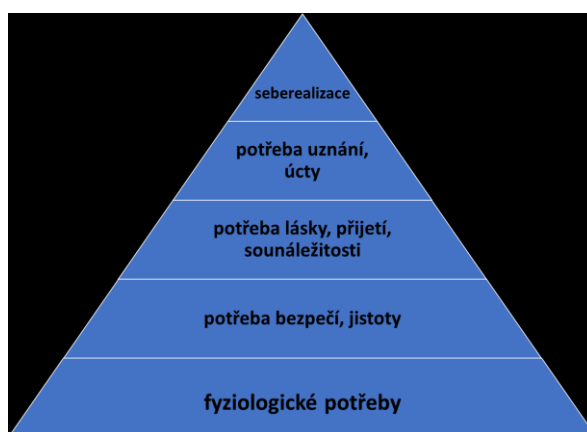 seberealizace
potřeba uznání,
úcty
potřeba lásky, přijetí,
sounáležitosti
potřeba bezpečí, jistoty
fyziologické potřeby